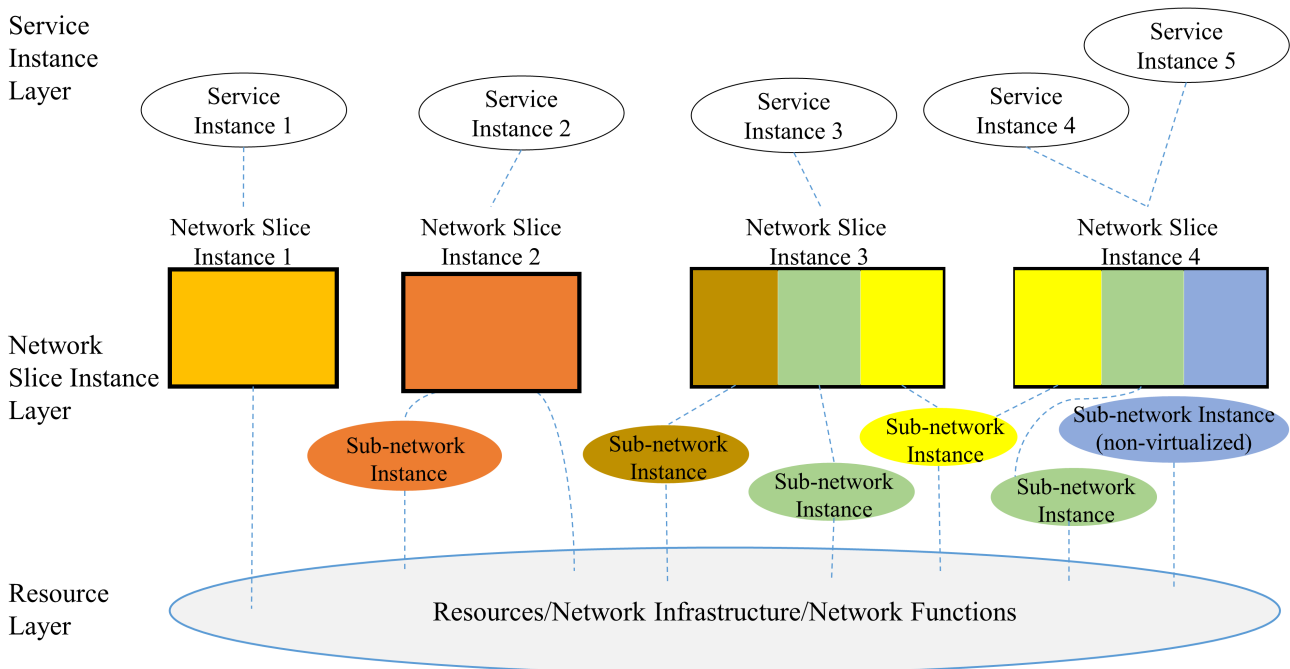 Service
Instance
Layer
Service
Instance 1
Service
Instance 2
Service
Instance 3
Service
Instance 4
Service
Instance 5
Network Slice
Instance 1
Network Slice
Instance 2
Network Slice
Instance 3
Network Slice
Instance 4
Network
Slice Instance
Layer
Sub-network
Instance
Sub-network
Instance
Sub-network
Instance
Sub-network
Instance
Sub-network
Instance
Sub-network Instance
(non-virtualized)
Resource
Layer
Resources/Network Infrastructure/Network Functions